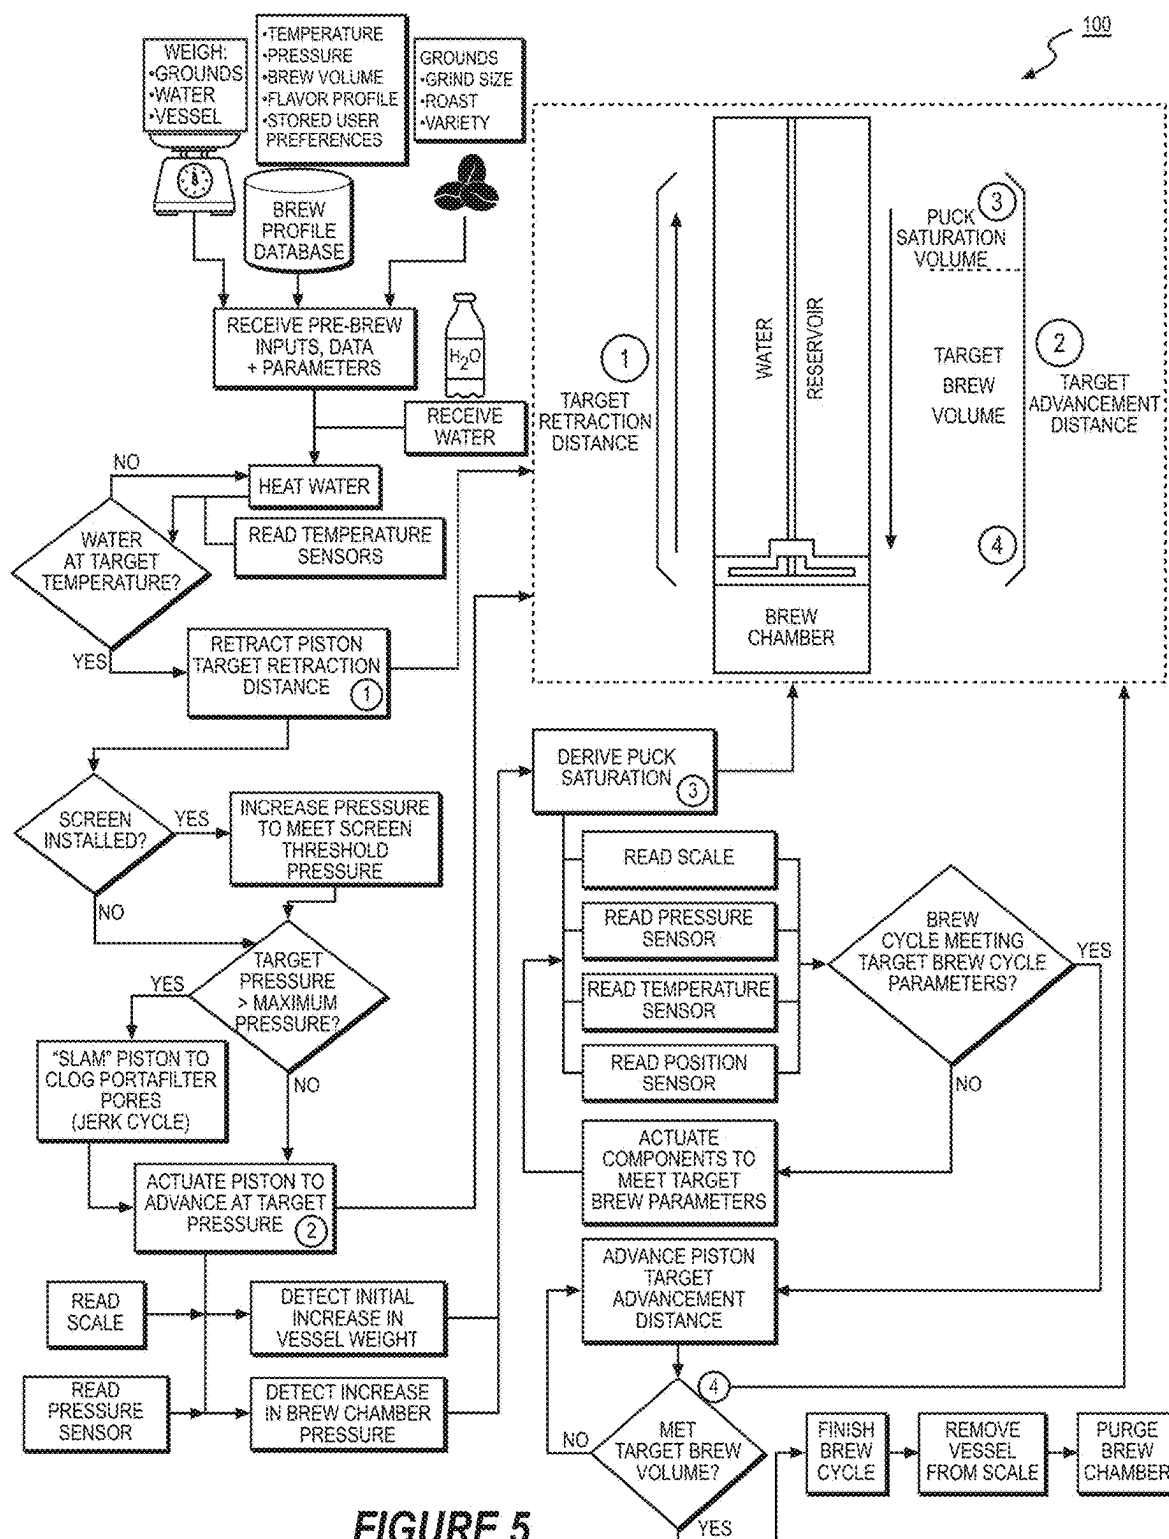 100
WEIGH:
•GROUNDS
•WATER
•VESSEL
•TEMPERATURE
•PRESSURE
•BREW VOLUME
•FLAVOR PROFILE
•STORED USER
PREFERENCES
GROUNDS
•GRIND SIZE
•ROAST
•VARIETY
BREW
PROFILE
DATABASE
RECEIVE PRE-BREW
INPUTS, DATA
+ PARAMETERS
H2O
RECEIVE
WATER
NO
HEAT WATER
READ TEMPERATURE
SENSORS
WATER
AT TARGET
TEMPERATURE?
YES
RETRACT PISTON
TARGET RETRACTION
DISTANCE
1
SCREEN
INSTALLED?
YES
INCREASE PRESSURE
TO MEET SCREEN
THRESHOLD
PRESSURE
NO
TARGET
PRESSURE
> MAXIMUM
PRESSURE?
YES
"SLAM" PISTON TO
CLOG PORTAFILTER
PORES
(JERK CYCLE)
NO
ACTUATE PISTON TO
ADVANCE AT TARGET
PRESSURE
2
READ
SCALE
DETECT INITIAL
INCREASE IN
VESSEL WEIGHT
READ
PRESSURE
SENSOR
DETECT INCREASE
IN BREW CHAMBER
PRESSURE
1
TARGET
RETRACTION
DISTANCE
WATER
RESERVOIR
BREW
CHAMBER
3
PUCK
SATURATION
VOLUME
TARGET
BREW
VOLUME
2
TARGET
ADVANCEMENT
DISTANCE
4
DERIVE PUCK
SATURATION
3
READ SCALE
READ PRESSURE
SENSOR
READ TEMPERATURE
SENSOR
READ POSITION
SENSOR
BREW
CYCLE MEETING
TARGET BREW CYCLE
PARAMETERS?
YES
NO
ACTUATE
COMPONENTS TO
MEET TARGET
BREW PARAMETERS
ADVANCE PISTON
TARGET
ADVANCEMENT
DISTANCE
4
MET
TARGET BREW
VOLUME?
NO
YES
FINISH
BREW
CYCLE
REMOVE
VESSEL
FROM SCALE
PURGE
BREW
CHAMBER
FIGURE 5